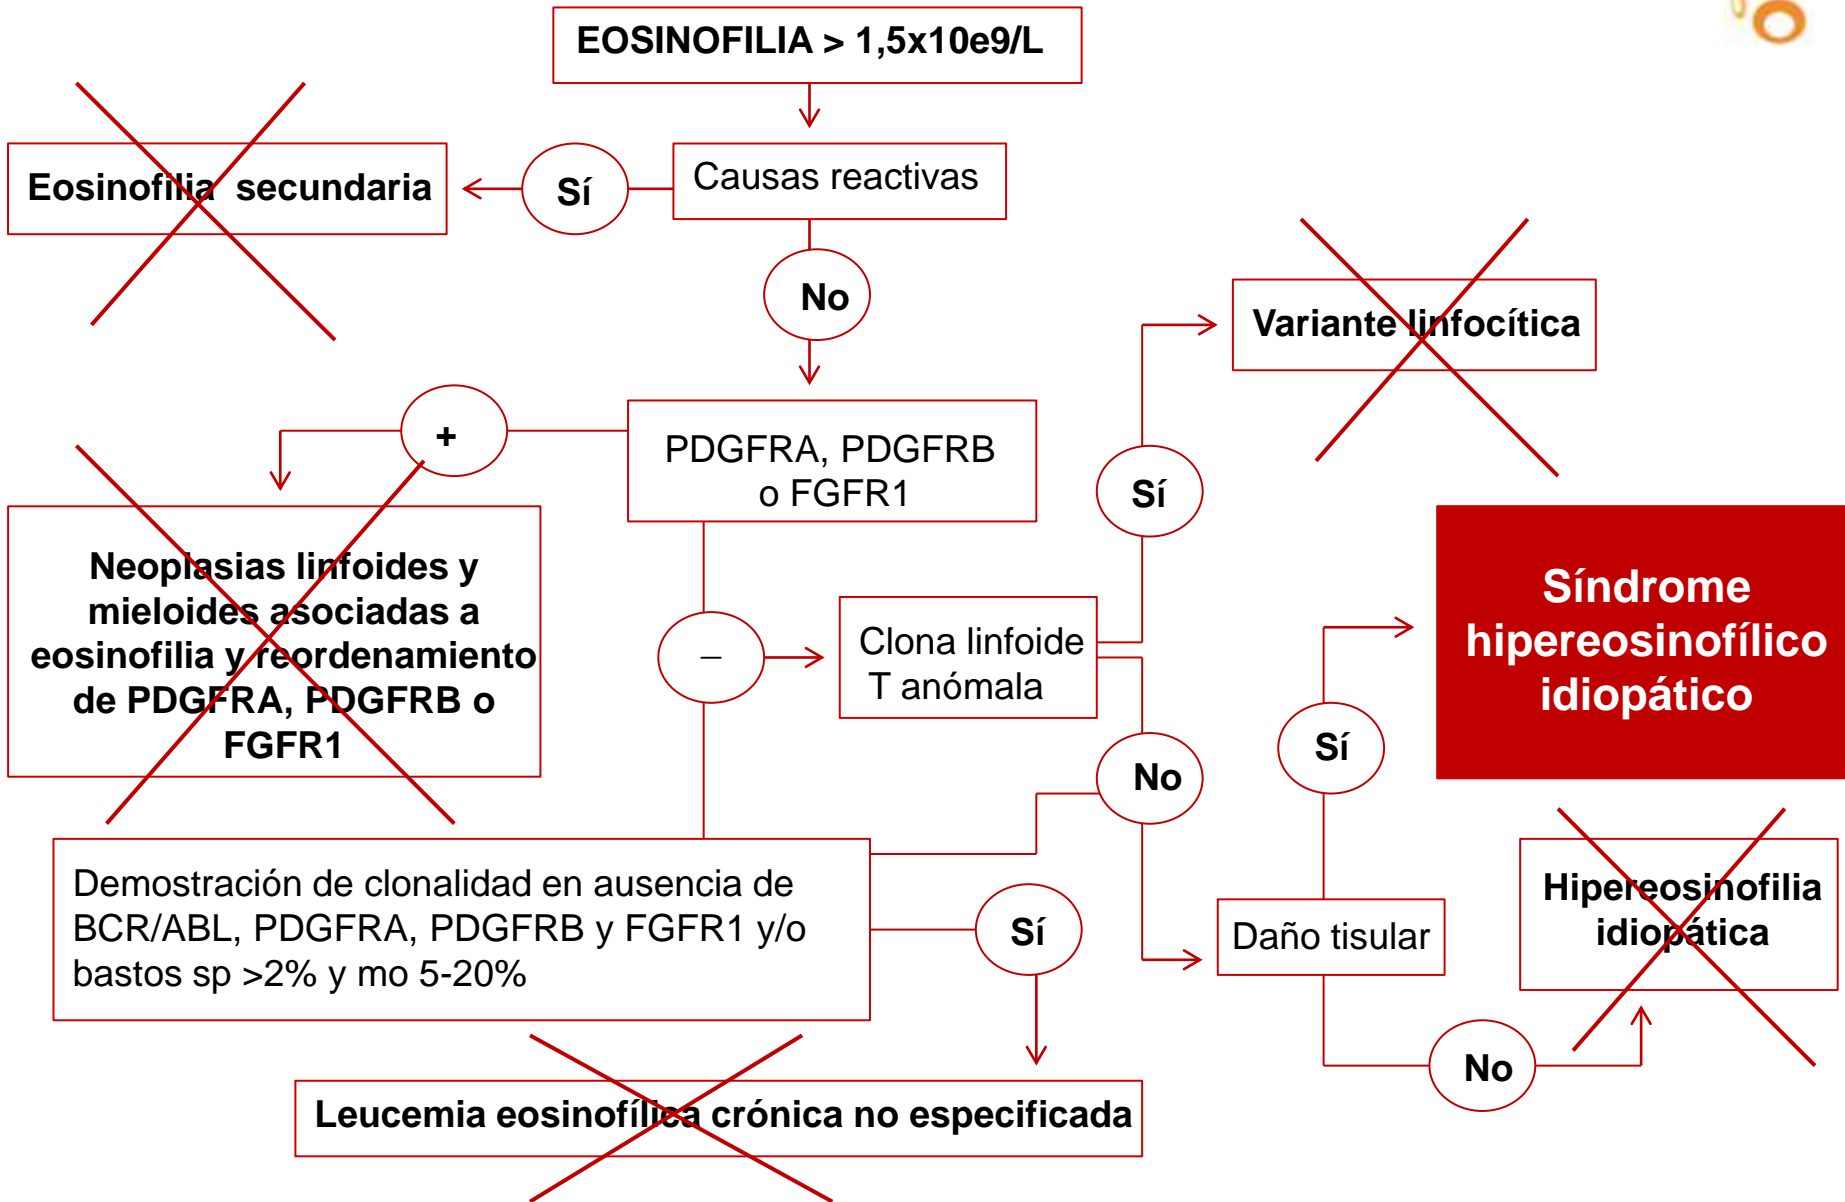 EOSINOFILIA > 1,5x10e9/L
Eosinofilia secundaria
Sí
Causas reactivas
No
Variante linfocítica
+
PDGFRA, PDGFRB
o FGFR1
Sí
Neoplasias linfoides y
mieloides asociadas a
eosinofilia y reordenamiento
de PDGFRA, PDGFRB o
FGFR1
–
Clona linfoide
T anómala
Síndrome
hipereosinofílico
idiopático
Sí
No
Demostración de clonalidad en ausencia de
BCR/ABL, PDGFRA, PDGFRB y FGFR1 y/o
bastos sp >2% y mo 5-20%
Sí
Daño tisular
Hipereosinofilia
idiopática
No
Leucemia eosinofílica crónica no especificada